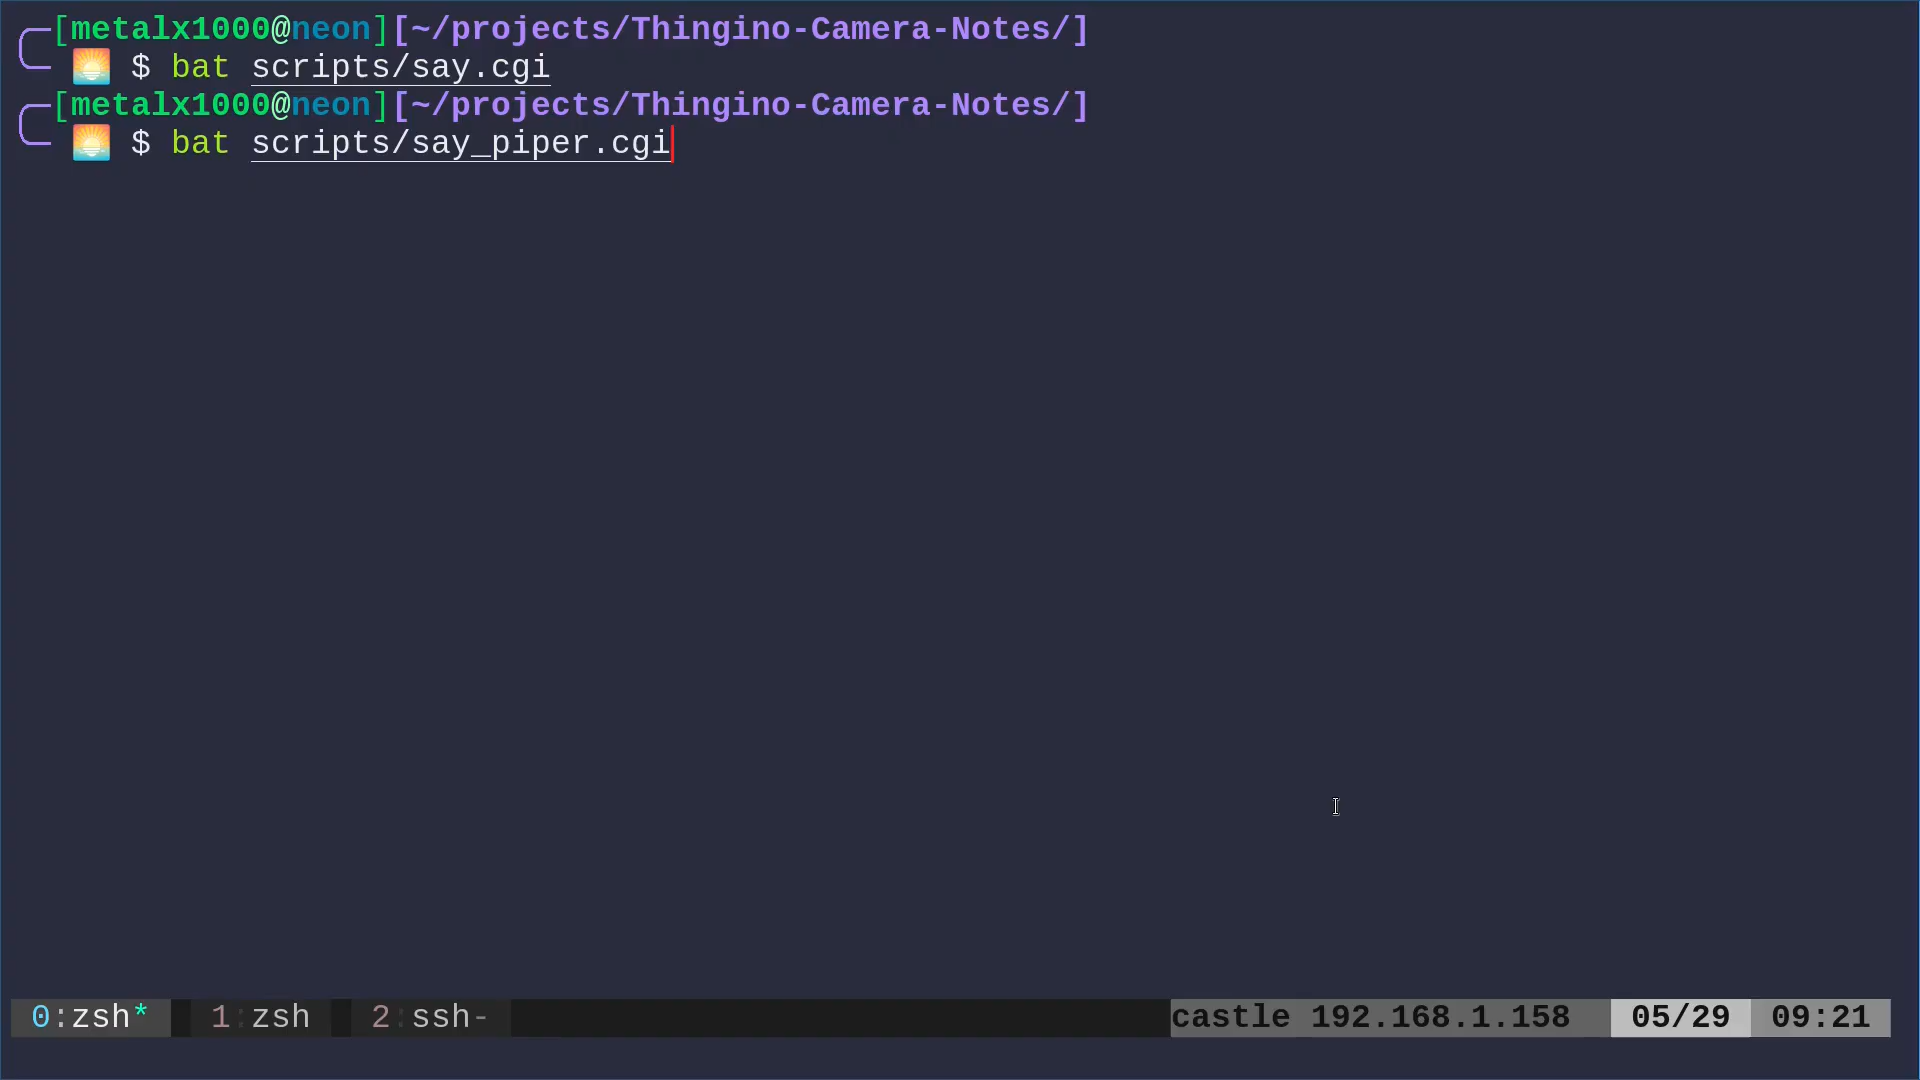 [metalx1000@neon][~/projects/Thingino-Camera-Notes/]
🌅 $ bat scripts/say.cgi
[metalx1000@neon][~/projects/Thingino-Camera-Notes/]
🌅 $ bat scripts/say_piper.cgi
0:zsh* 1:zsh 2:ssh- castle 192.168.1.158 05/29 09:21